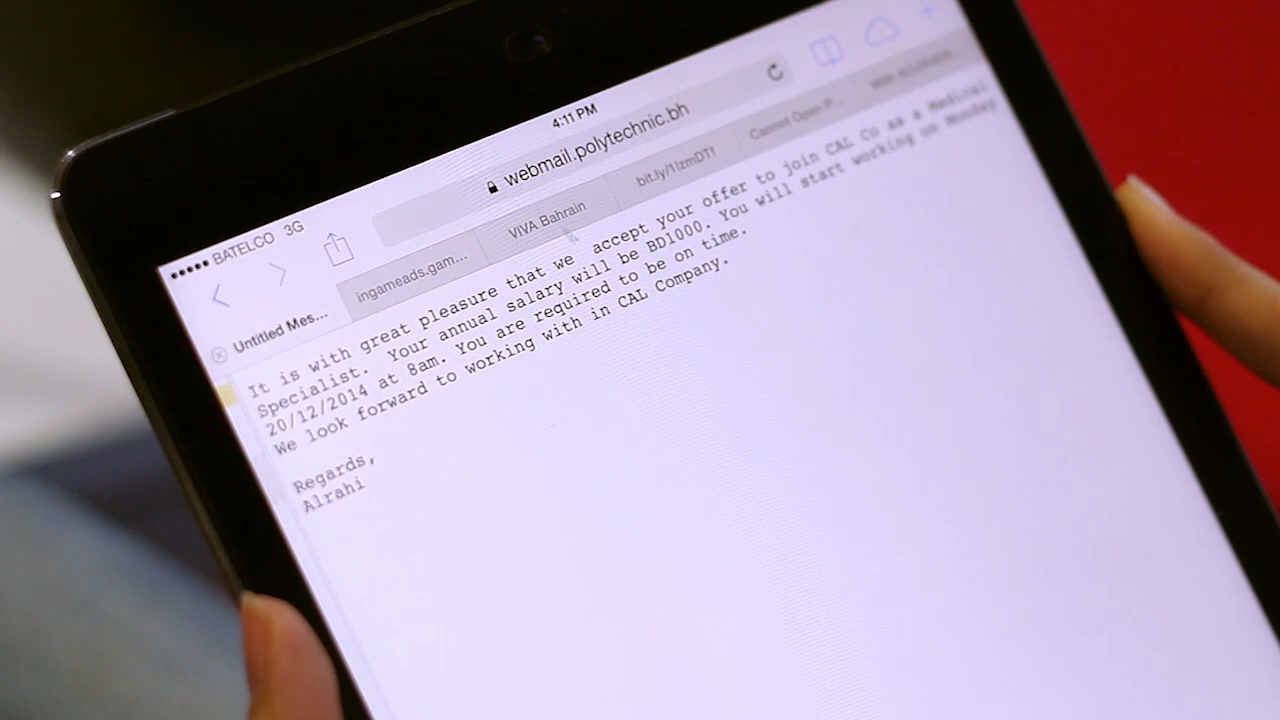 BATELCO 3G
4:11 PM
webmail.polytechnic.bh
Untitled Mes...
ingameads.gam...
VIVA Bahrain
bit.ly/1IzmDTf
Cannot Open P...
It is with great pleasure that we accept your offer to join CAL Co as a Medical
Specialist. Your annual salary will be BD1000. You will start working on Monday
20/12/2014 at 8am. You are required to be on time.
We look forward to working with in CAL Company.
Regards,
Alrahi